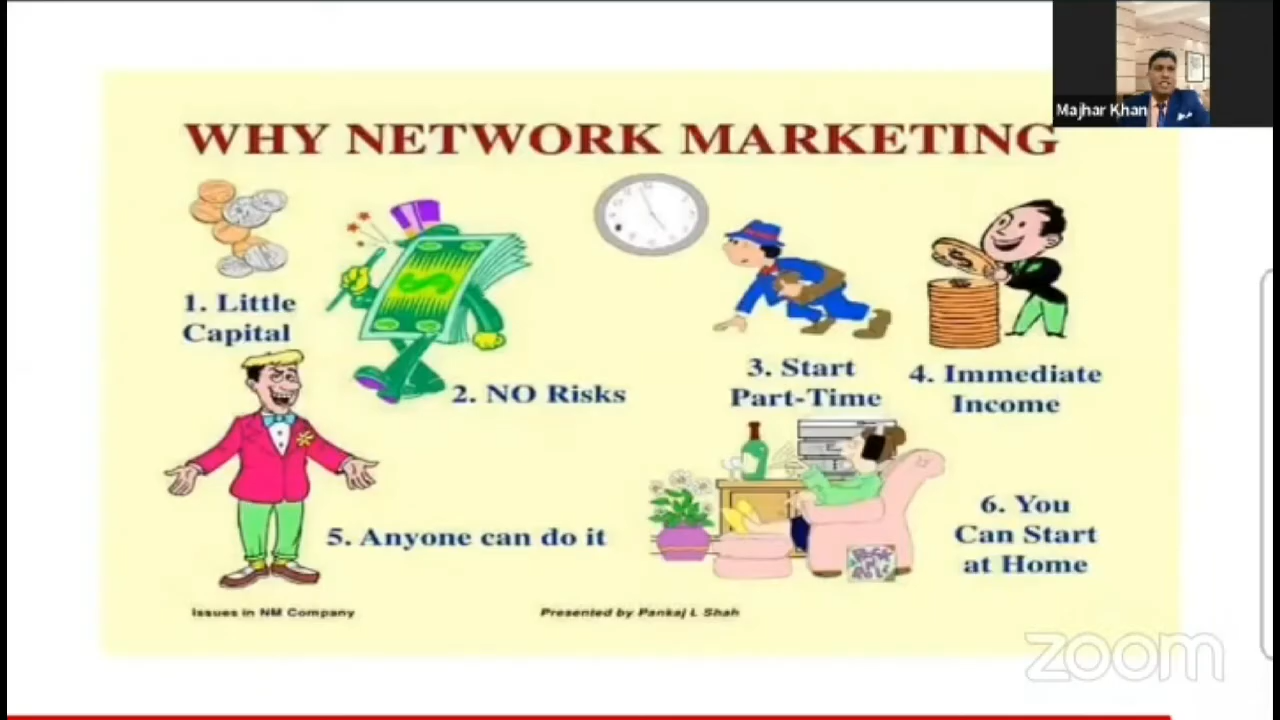 Majhar Khan
WHY NETWORK MARKETING
1. Little
Capital
2. NO Risks
3. Start
Part-Time
4. Immediate
Income
5. Anyone can do it
6. You
Can Start
at Home
Issues in NM Company
Presented by Pankaj L Shah
zoom